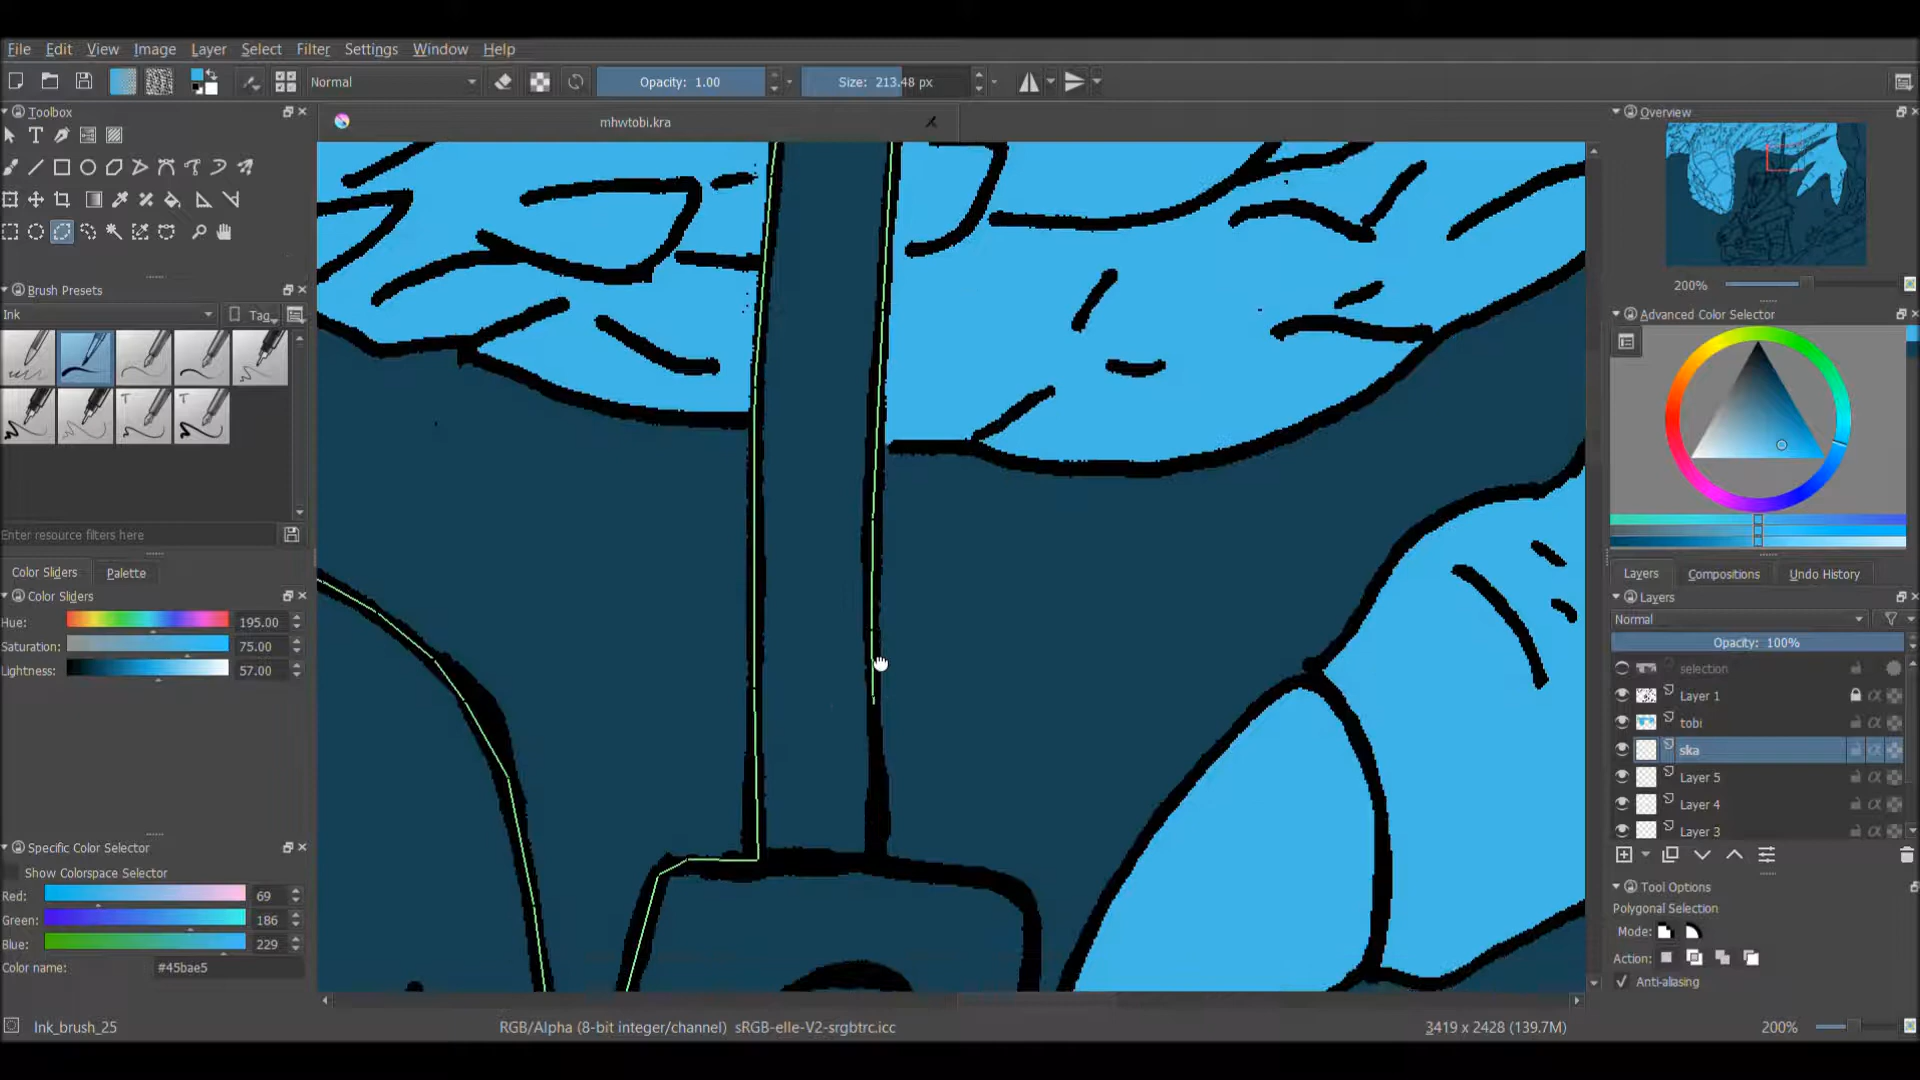 File Edit View Image Layer Select Filter Settings Window Help
Normal Opacity: 1.00 Size: 213.48 px
Toolbox
mhwtobi.kra
Overview
200%
Brush Presets
Ink Tag
Enter resource filters here
Color Sliders Palette
Color Sliders
Hue: 195.00
Saturation: 75.00
Lightness: 57.00
Specific Color Selector
Show Colorspace Selector
Red: 69
Green: 186
Blue: 229
Color name: #45bae5
Advanced Color Selector
Layers Compositions Undo History
Layers
Normal
Opacity: 100%
selection
Layer 1
tobi
ska
Layer 5
Layer 4
Layer 3
Tool Options
Polygonal Selection
Mode:
Action:
Anti-aliasing
Ink_brush_25 RGB/Alpha (8-bit integer/channel) sRGB-elle-V2-srgbtrc.icc 3419 x 2428 (139.7M) 200%